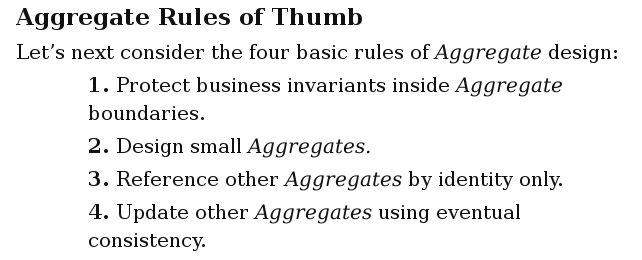 Aggregate Rules of Thumb
Let’s next consider the four basic rules of Aggregate design:
1. Protect business invariants inside Aggregate
boundaries.
2. Design small Aggregates.
3. Reference other Aggregates by identity only.
4. Update other Aggregates using eventual
consistency.